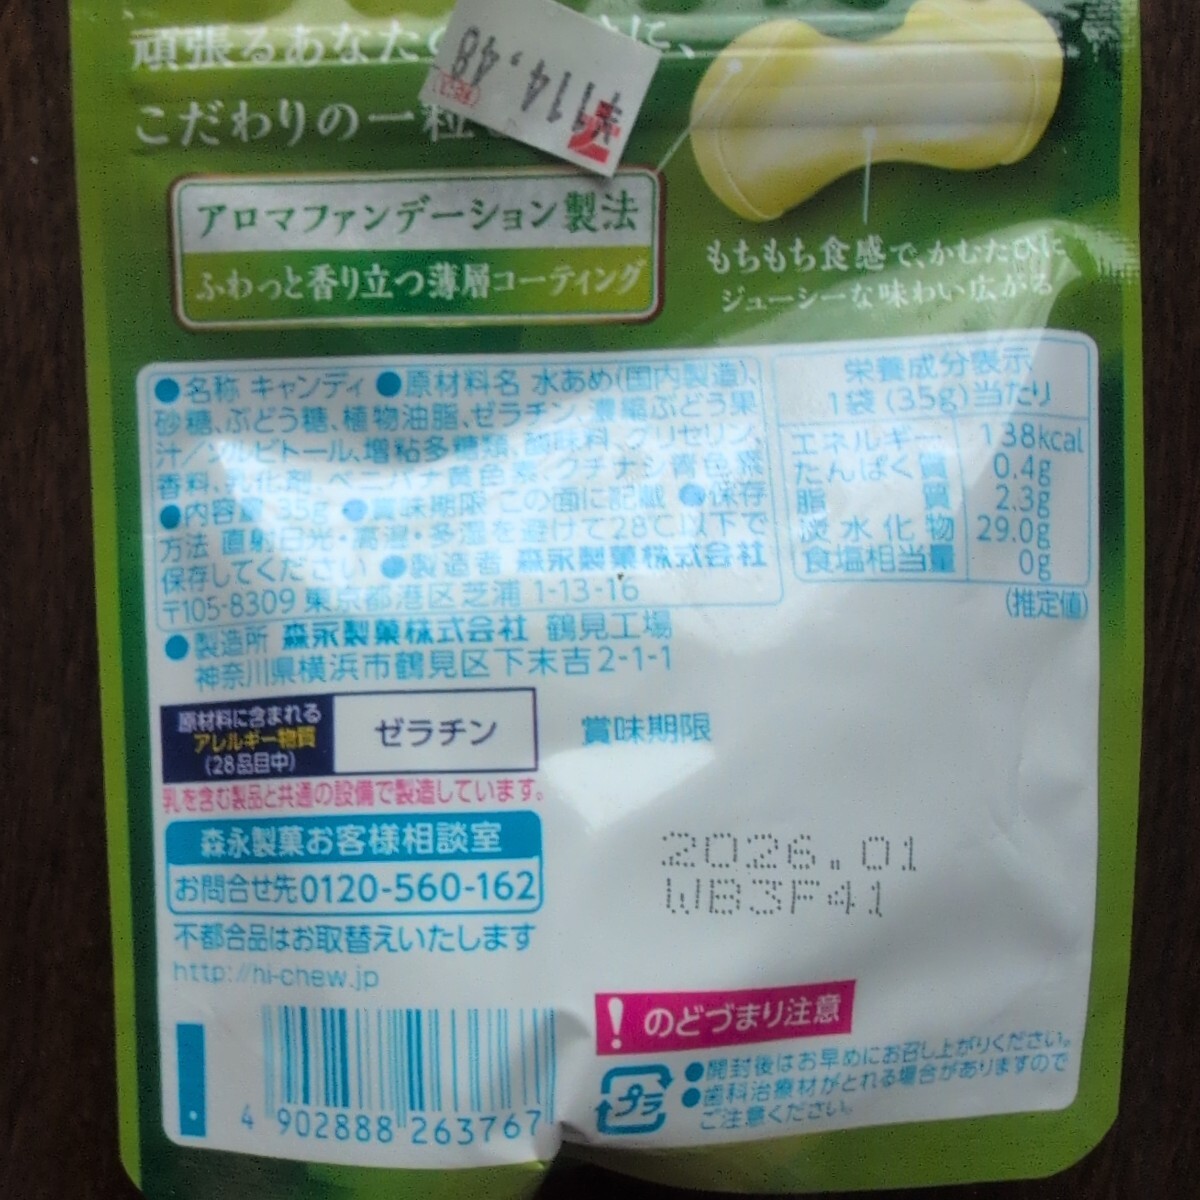 頑張るあなた
に、
こだわりの一粒
¥114.48
アロマファンデーション製法
ふわっと香り立つ薄層コーティング
もちもち食感で、かむたびに
ジューシーな味わい広がる
●名称 キャンディ ●原材料名 水あめ(国内製造)、
砂糖、ぶどう糖、植物油脂、ゼラチン、濃縮ぶどう果
汁/ソルビトール、増粘多糖類、酸味料、グリセリン、
香料、乳化剤、ベニバナ黄色素、クチナシ青色素
●内容量 35g ●賞味期限 この面に記載 ●保存
方法 直射日光・高温・多湿を避けて28℃以下で
保存してください ●製造者 森永製菓株式会社
〒105-8309 東京都港区芝浦 1-13-16
●製造所 森永製菓株式会社 鶴見工場
神奈川県横浜市鶴見区下末吉2-1-1
栄養成分表示
1袋(35g)当たり
エネルギー 138kcal
たんぱく質 0.4g
脂質 2.3g
炭水化物 29.0g
食塩相当量 0g
(推定値)
原材料に含まれる
アレルギー物質
(28品目中)
ゼラチン
乳を含む製品と共通の設備で製造しています。
賞味期限
2026.01
WB3F41
森永製菓お客様相談室
お問合せ先0120-560-162
不都合品はお取替えいたします
http://hi-chew.jp
4 902888 263767
! のどづまり注意
プラ
●開封後はお早めにお召し上がりください。
●歯科治療材がとれる場合がありますので
ご注意ください。